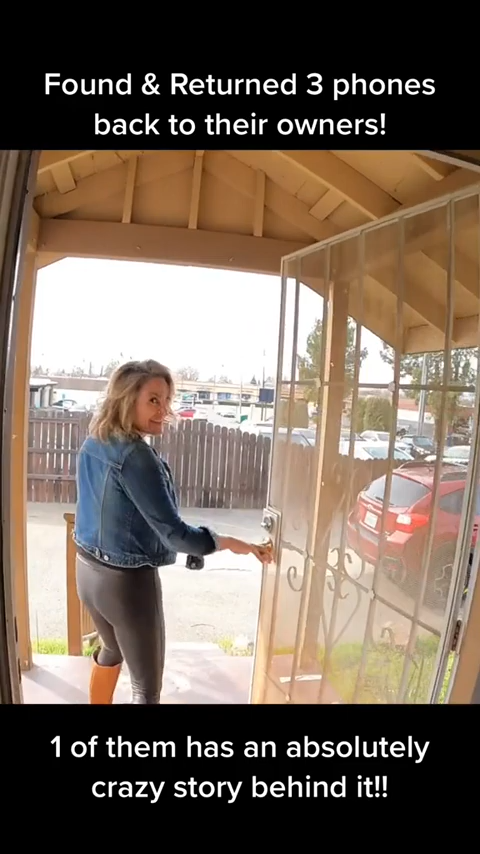 Found & Returned 3 phones
back to their owners!
1 of them has an absolutely
crazy story behind it!!